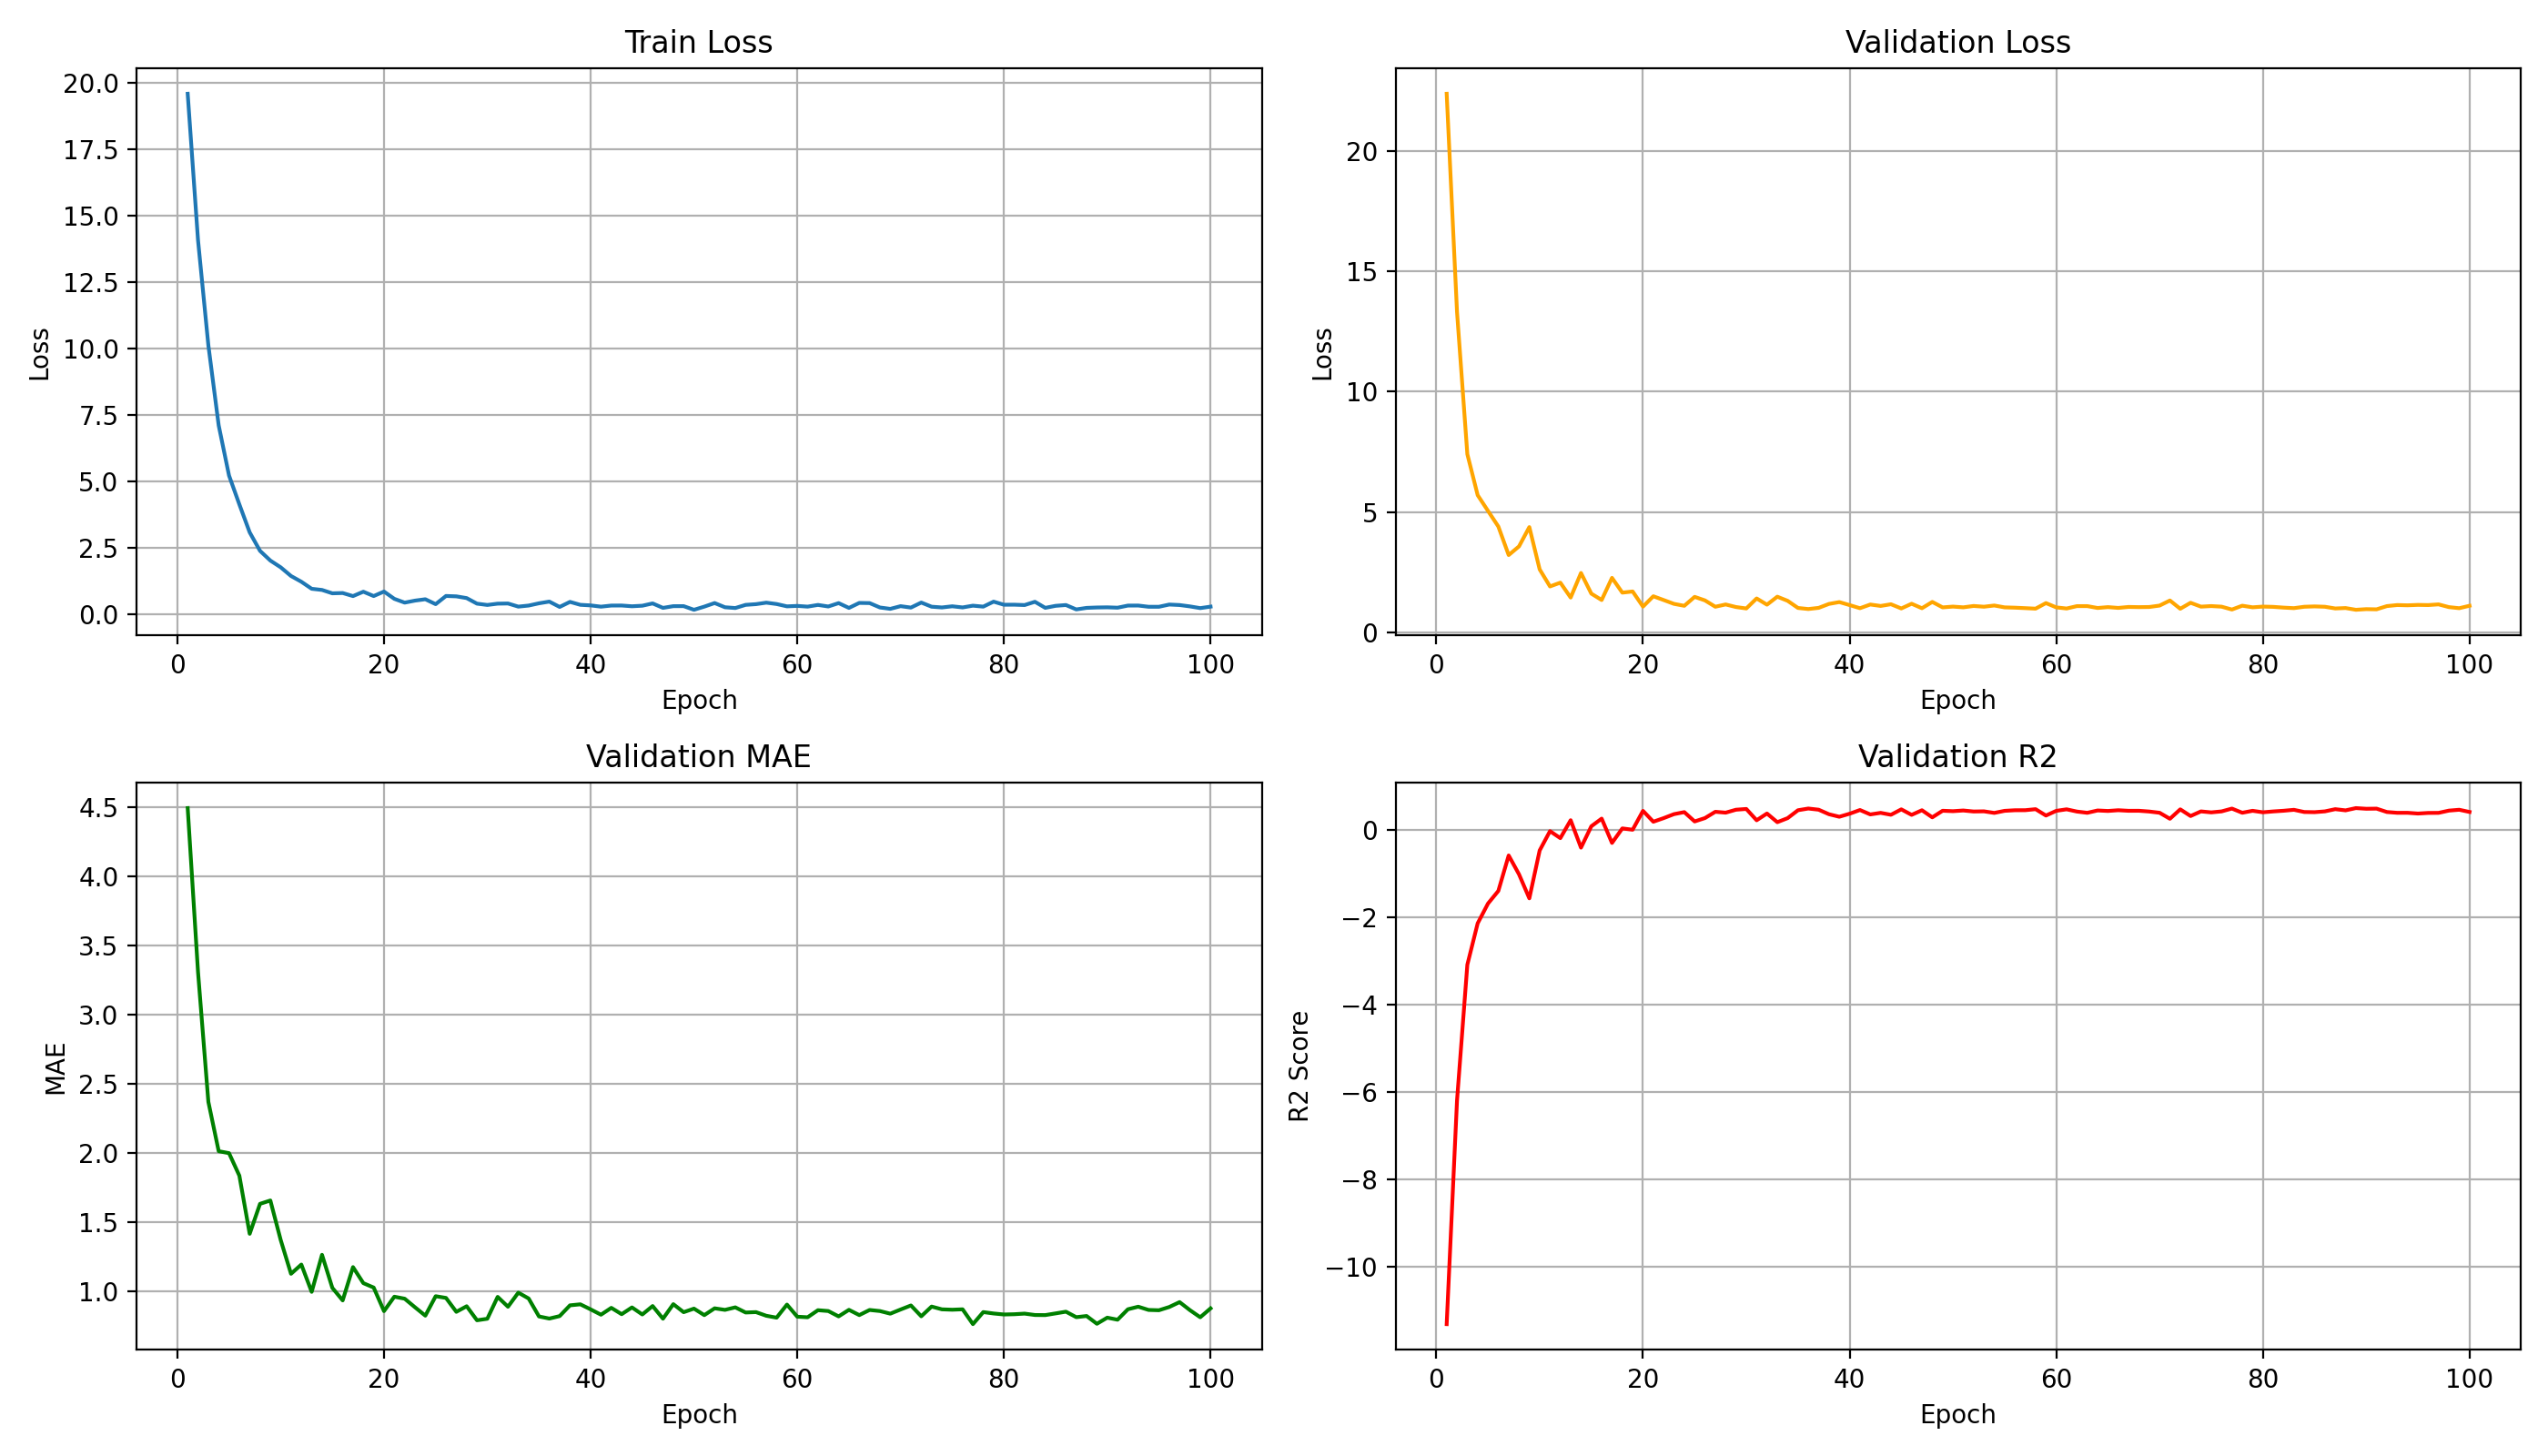 Train Loss
20.0
17.5
15.0
12.5
10.0
7.5
5.0
2.5
0.0
Loss
0 20 40 60 80 100
Epoch
Validation Loss
20
15
10
5
0
Loss
0 20 40 60 80 100
Epoch
Validation MAE
4.5
4.0
3.5
3.0
2.5
2.0
1.5
1.0
MAE
0 20 40 60 80 100
Epoch
Validation R2
0
−2
−4
−6
−8
−10
R2 Score
0 20 40 60 80 100
Epoch